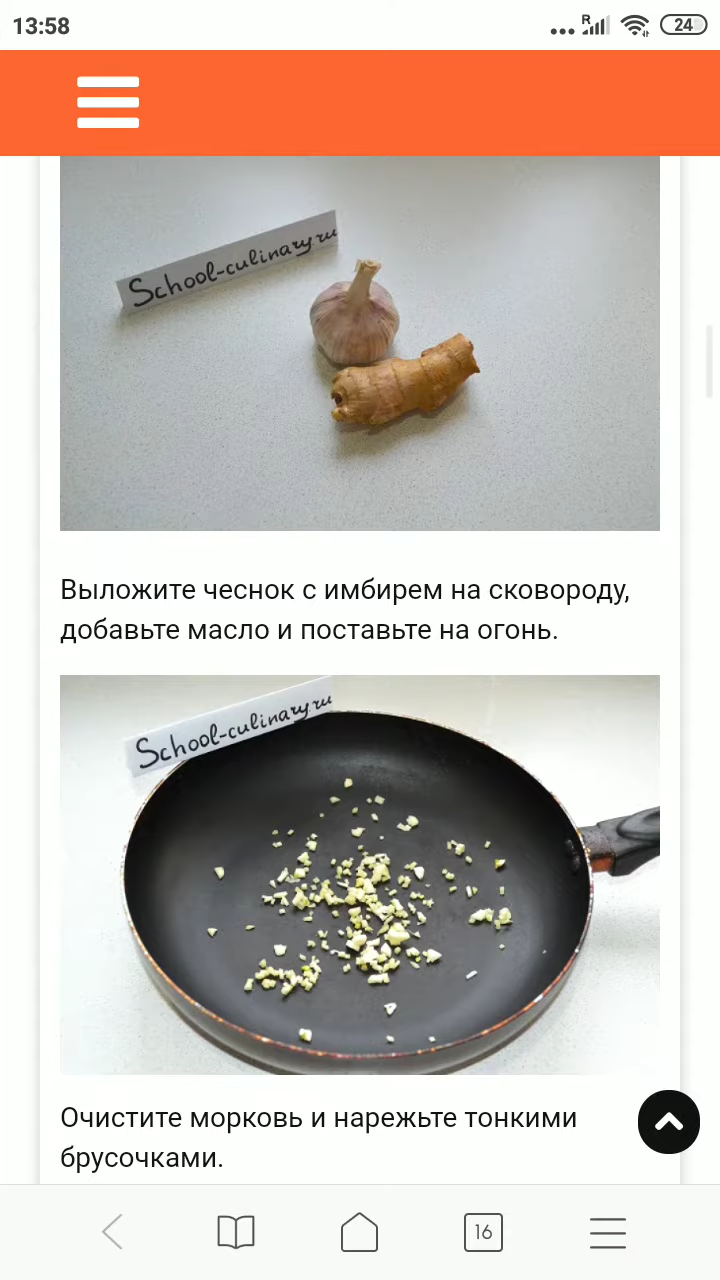 13:58
R
24
School-culinary.ru
Выложите чеснок с имбирем на сковороду,
добавьте масло и поставьте на огонь.
School-culinary.ru
Очистите морковь и нарежьте тонкими
брусочками.
16